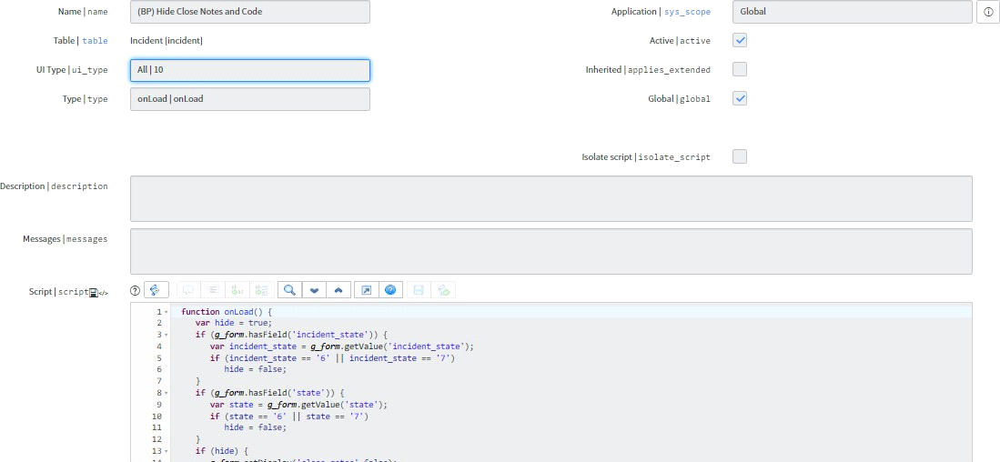 Name | (BP) Hide Close Notes and Code Application | sys_scope Global
Table | table Incident [incident] Active | active
UI Type | ui_type All | 10 Inherited | applies_extended
Type | type onLoad | onLoad Global | global
Isolate script | isolate_script
Description | description
Messages | messages
Script | script
1 function onLoad() {
2 var hide = true;
3 if (g_form.hasField('incident_state')) {
4 var incident_state = g_form.getValue('incident_state');
5 if (incident_state == '6' || incident_state == '7')
6 hide = false;
7 }
8 if (g_form.hasField('state')) {
9 var state = g_form.getValue('state');
10 if (state == '6' || state == '7')
11 hide = false;
12 }
13 if (hide) {